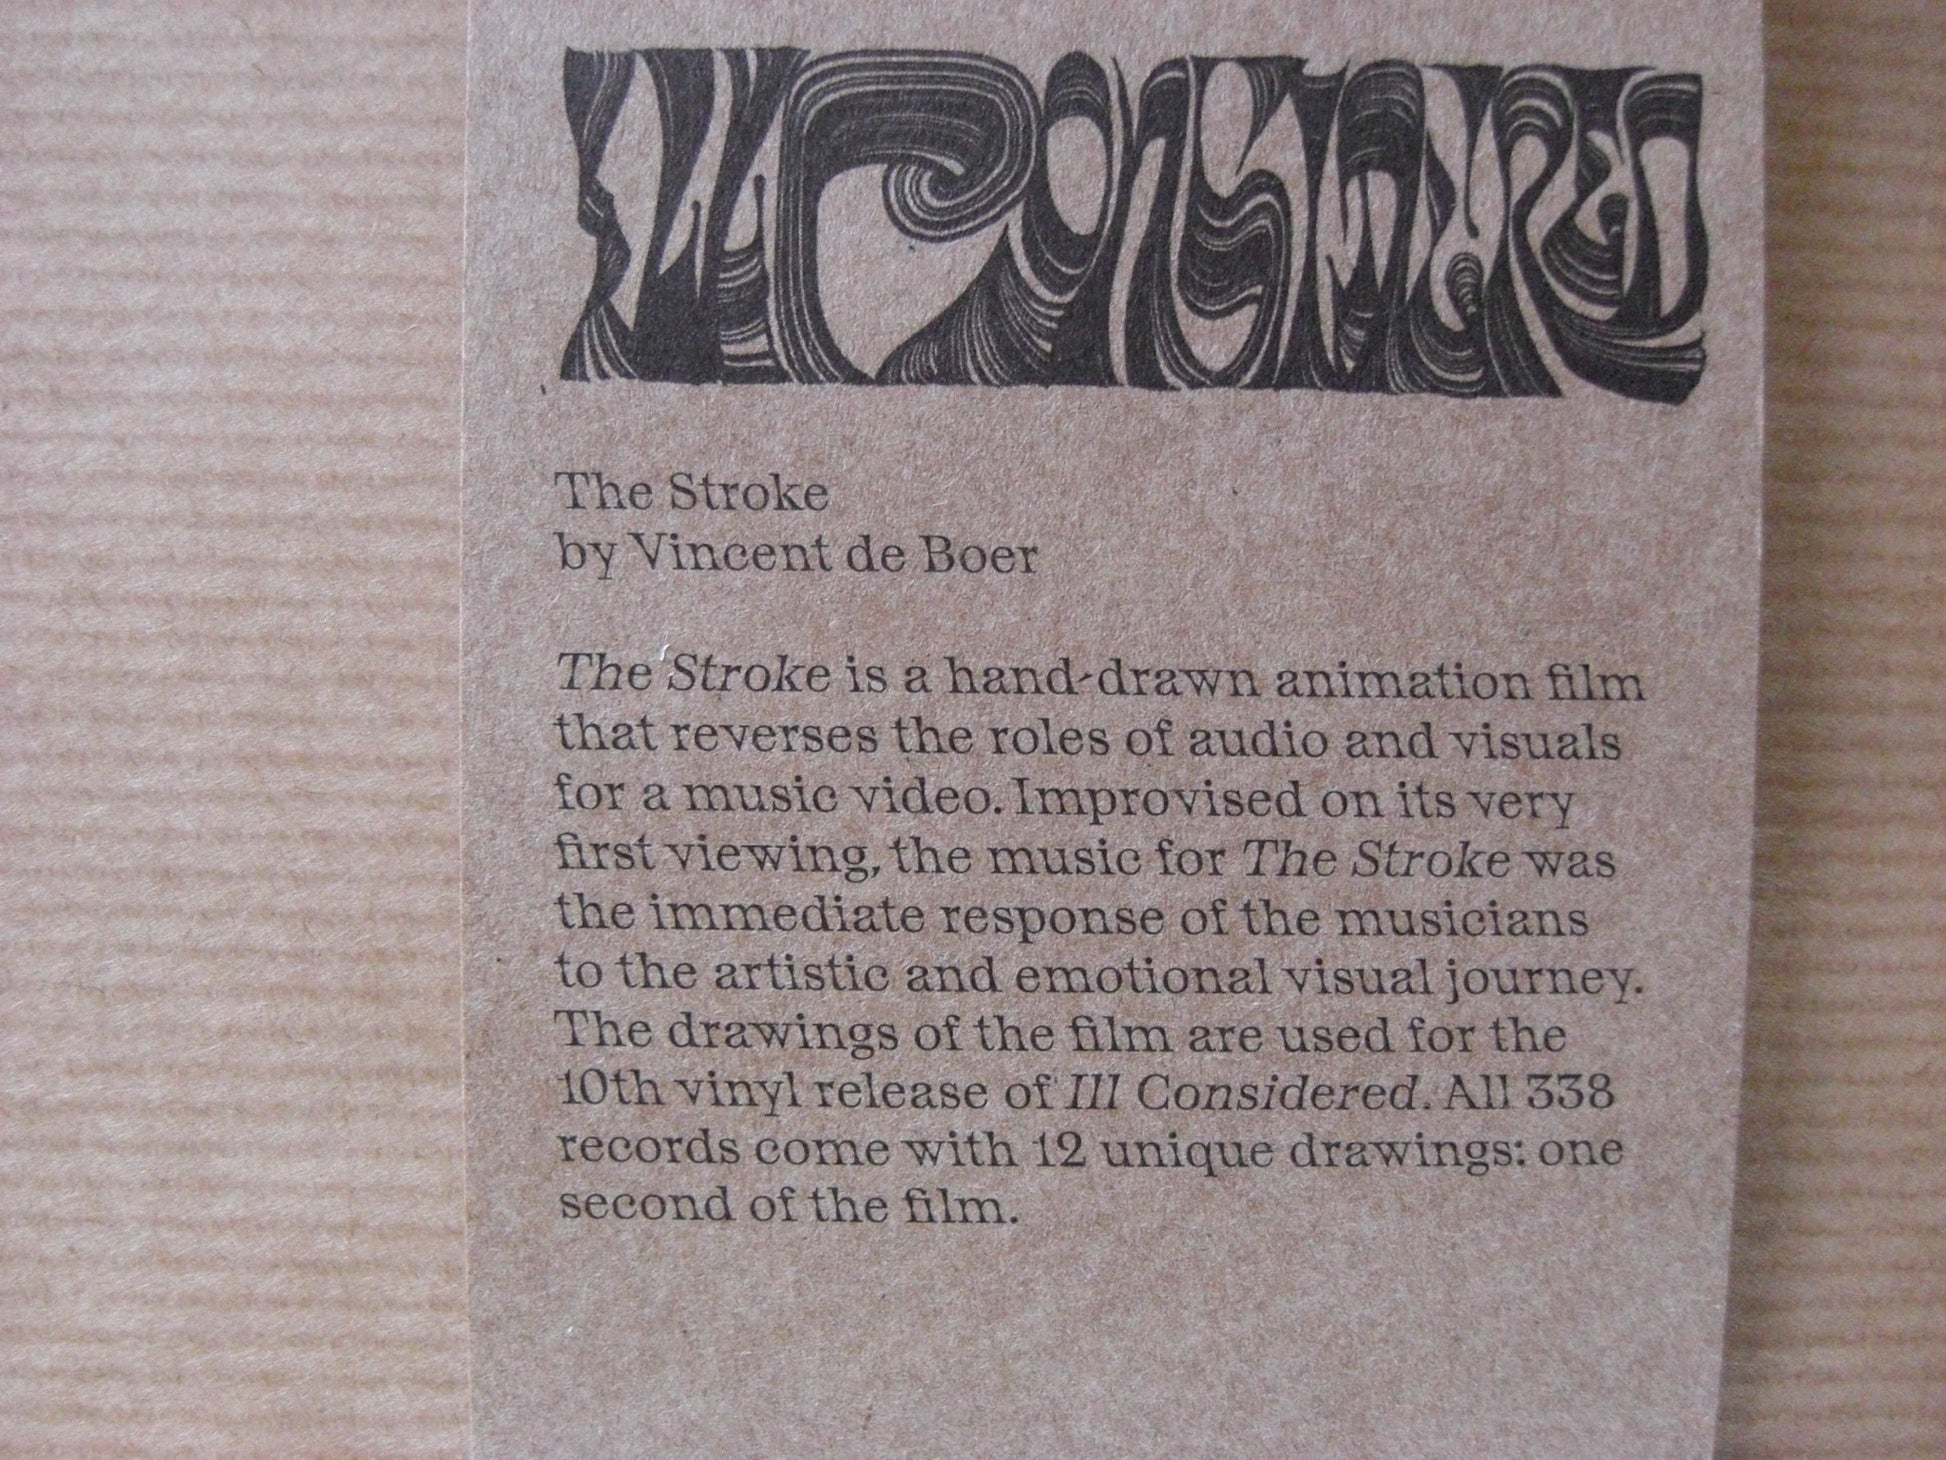 Ill Considered
The Stroke
by Vincent de Boer
The Stroke is a hand-drawn animation film
that reverses the roles of audio and visuals
for a music video. Improvised on its very
first viewing, the music for The Stroke was
the immediate response of the musicians
to the artistic and emotional visual journey.
The drawings of the film are used for the
10th vinyl release of Ill Considered. All 338
records come with 12 unique drawings: one
second of the film.